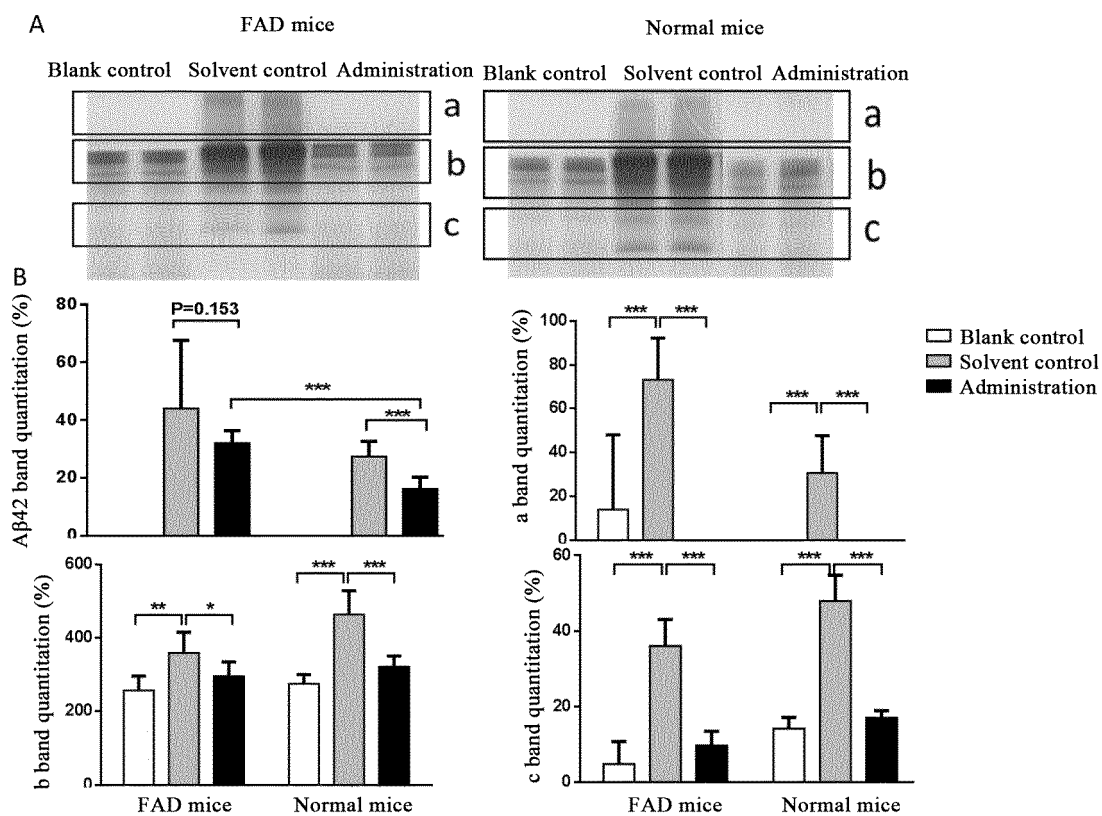 A
FAD mice
Normal mice
Blank control Solvent control Administration
Blank control Solvent control Administration
a
b
c
a
b
c
B
Aβ42 band quantitation (%)
80
60
40
20
0
P=0.153
***
***
a band quantitation (%)
100
80
60
40
20
0
*** ***
*** ***
Blank control
Solvent control
Administration
b band quantitation (%)
600
400
200
0
** *
*** ***
FAD mice Normal mice
c band quantitation (%)
60
40
20
0
*** ***
*** ***
FAD mice Normal mice